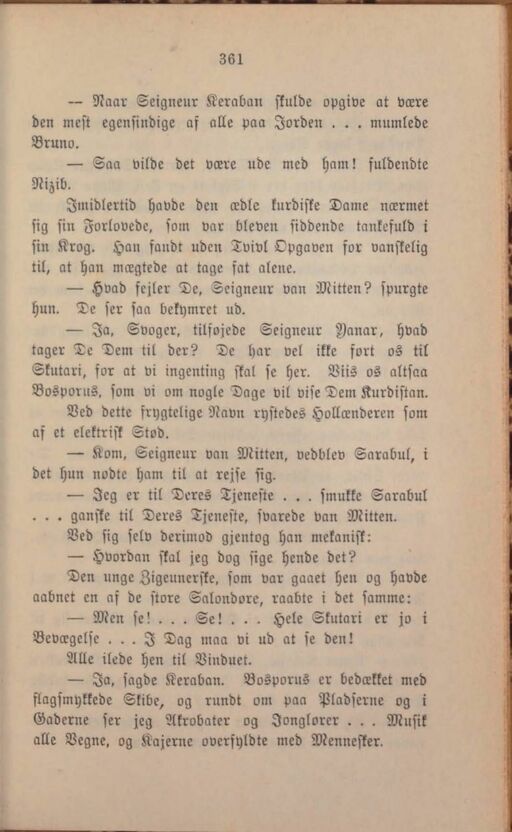 361
— Naar Seigneur Keraban skulde opgive at være
den mest egensindige af alle paa Jorden . . . mumlede
Bruno.
— Saa vilde det være ude med ham! fuldendte
Nizib.
Imidlertid havde den ædle kurdiske Dame nærmet
sig sin Forlovede, som var bleven siddende tankefuld i
sin Krog. Han fandt uden Tvivl Opgaven for vanskelig
til, at han mægtede at tage fat alene.
— Hvad fejler De, Seigneur van Mitten? spurgte
hun. De ser saa bekymret ud.
— Ja, Svoger, tilføjede Seigneur Yanar, hvad
tager De Dem til der? De har vel ikke ført os til
Skutari, for at vi ingenting skal se her. Viis os altsaa
Bosporus, som vi om nogle Dage vil vise Dem Kurdistan.
Ved dette frygtelige Navn rystedes Hollænderen som
af et elektrisk Stød.
— Kom, Seigneur van Mitten, vedblev Sarabul, i
det hun nødte ham til at rejse sig.
— Jeg er til Deres Tjeneste . . . smukke Sarabul
. . . ganske til Deres Tjeneste, svarede van Mitten.
Ved sig selv derimod gjentog han mekanisk:
— Hvordan skal jeg dog sige hende det?
Den unge Zigeunerske, som var gaaet hen og havde
aabnet en af de store Salondøre, raabte i det samme:
— Men se! . . . Se! . . . Hele Skutari er jo i
Bevægelse . . . I Dag maa vi ud at se den!
Alle ilede hen til Vinduet.
— Ja, sagde Keraban. Bosporus er bedækket med
flagsmykkede Skibe, og rundt om paa Pladserne og i
Gaderne ser jeg Akrobater og Jonglører . . . Musik
alle Vegne, og Kajerne overfyldte med Mennesker.